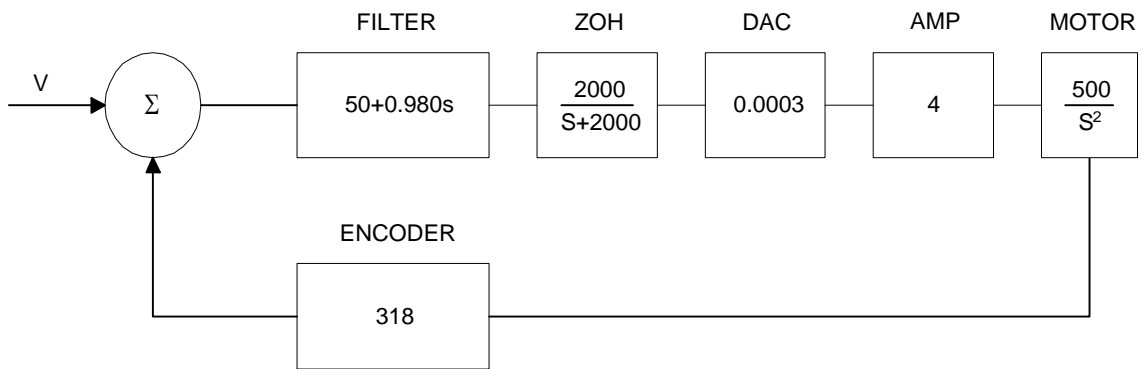 FILTER ZOH DAC AMP MOTOR
V
Σ
50+0.980s
2000
S+2000
0.0003
4
500
S²
ENCODER
318